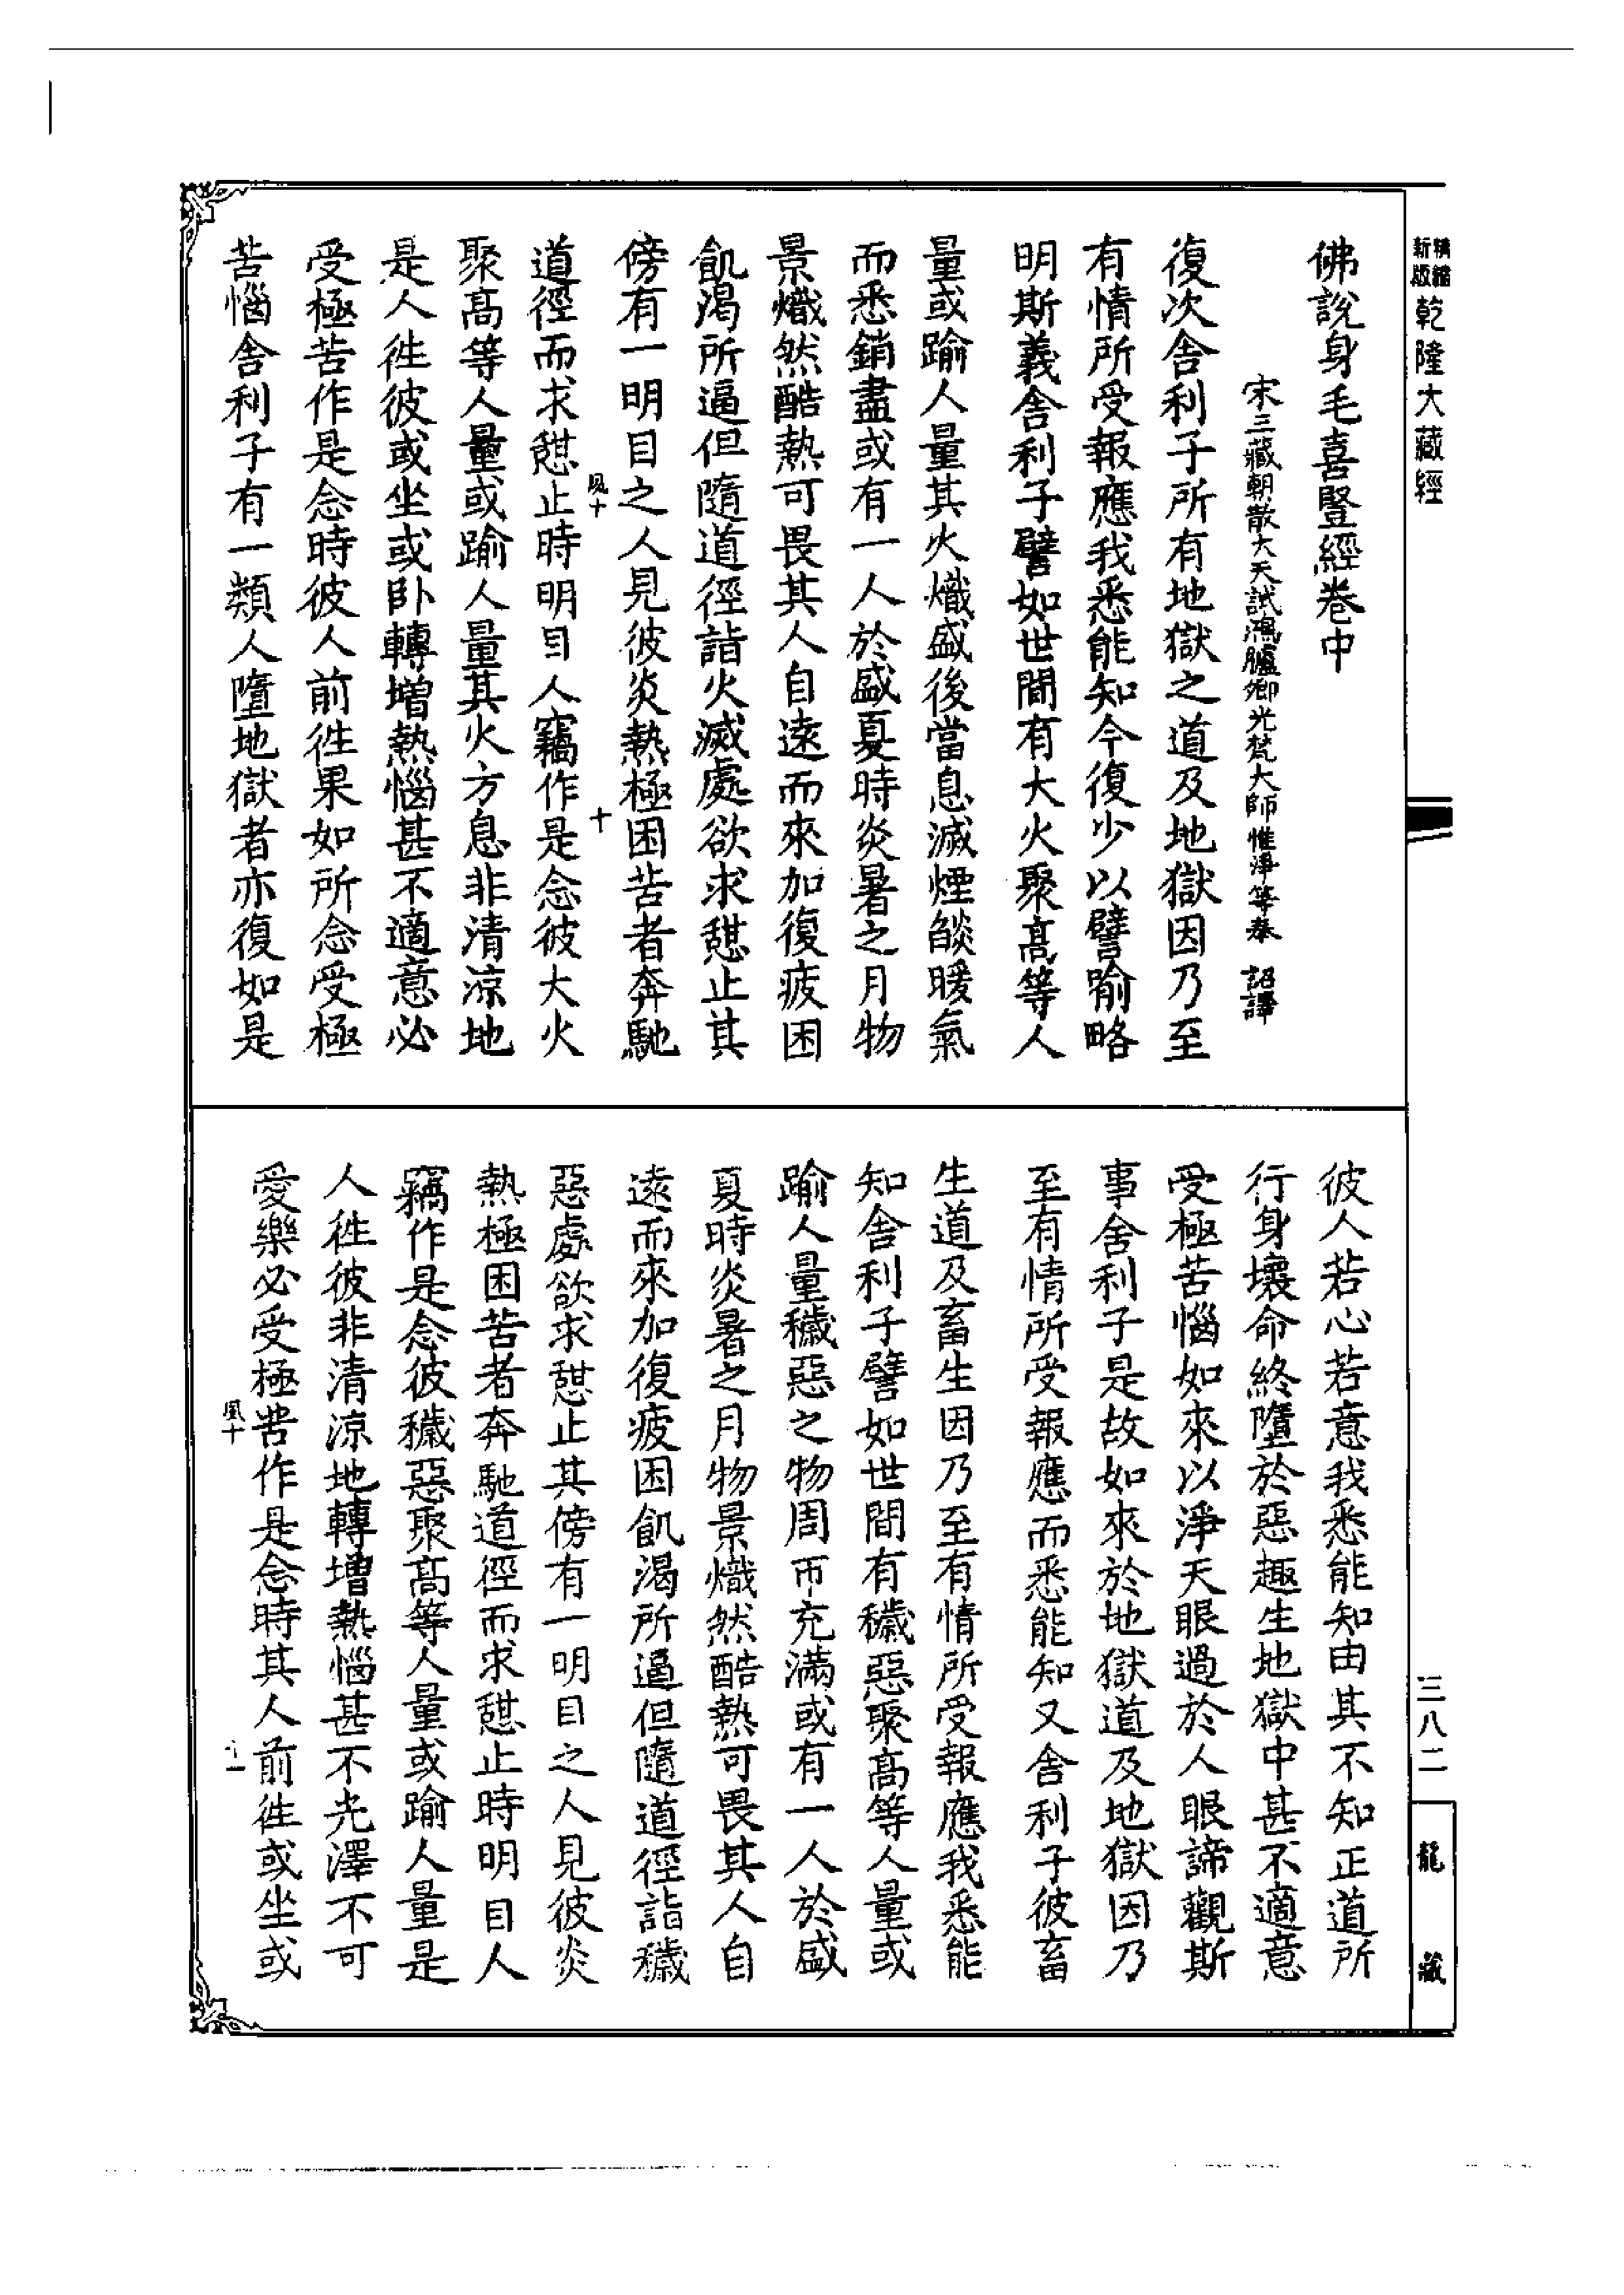 精縮新版乾隆大藏經
佛說身毛喜豎經卷中
宋三藏朝散大夫試鴻臚卿光梵大師惟淨等奉 詔譯
復次舍利子所有地獄之道及地獄因乃至
有情所受報應我悉能知今復少以譬喻略
明斯義舍利子譬如世間有大火聚高等人
量或踰人量其火熾盛後當息滅煙𦦨暖氣
而悉銷盡或有一人於盛夏時炎暑之月物
景熾然酷熱可畏其人自遠而來加復疲困
飢渴所逼但隨道徑詣火滅處欲求憇止其
傍有一明目之人見彼炎熱極困苦者奔馳
風十 十
道徑而求憇止時明目人竊作是念彼大火
聚高等人量或踰人量其火方息非清涼地
是人徃彼或坐或卧轉增熱惱甚不適意必
受極苦作是念時彼人前徃果如所念受極
苦惱舍利子有一類人墮地獄者亦復如是
彼人若心若意我悉能知由其不知正道所
行身壞命終墮於惡趣生地獄中甚不適意
受極苦惱如來以淨天眼過於人眼諦觀斯
事舍利子是故如來於地獄道及地獄因乃
至有情所受報應而悉能知又舍利子彼畜
生道及畜生因乃至有情所受報應我悉能
知舍利子譬如世間有穢惡聚高等人量或
踰人量穢惡之物周帀充滿或有一人於盛
夏時炎暑之月物景熾然酷熱可畏其人自
遠而來加復疲困飢渴所逼但隨道徑詣穢
惡處欲求憇止其傍有一明目之人見彼炎
熱極困苦者奔馳道徑而求憇止時明目人
竊作是念彼穢惡聚高等人量或踰人量是
人徃彼非清涼地轉增熱惱甚不光澤不可
愛樂必受極苦作是念時其人前徃或坐或
風十 十一
三八二
龍藏